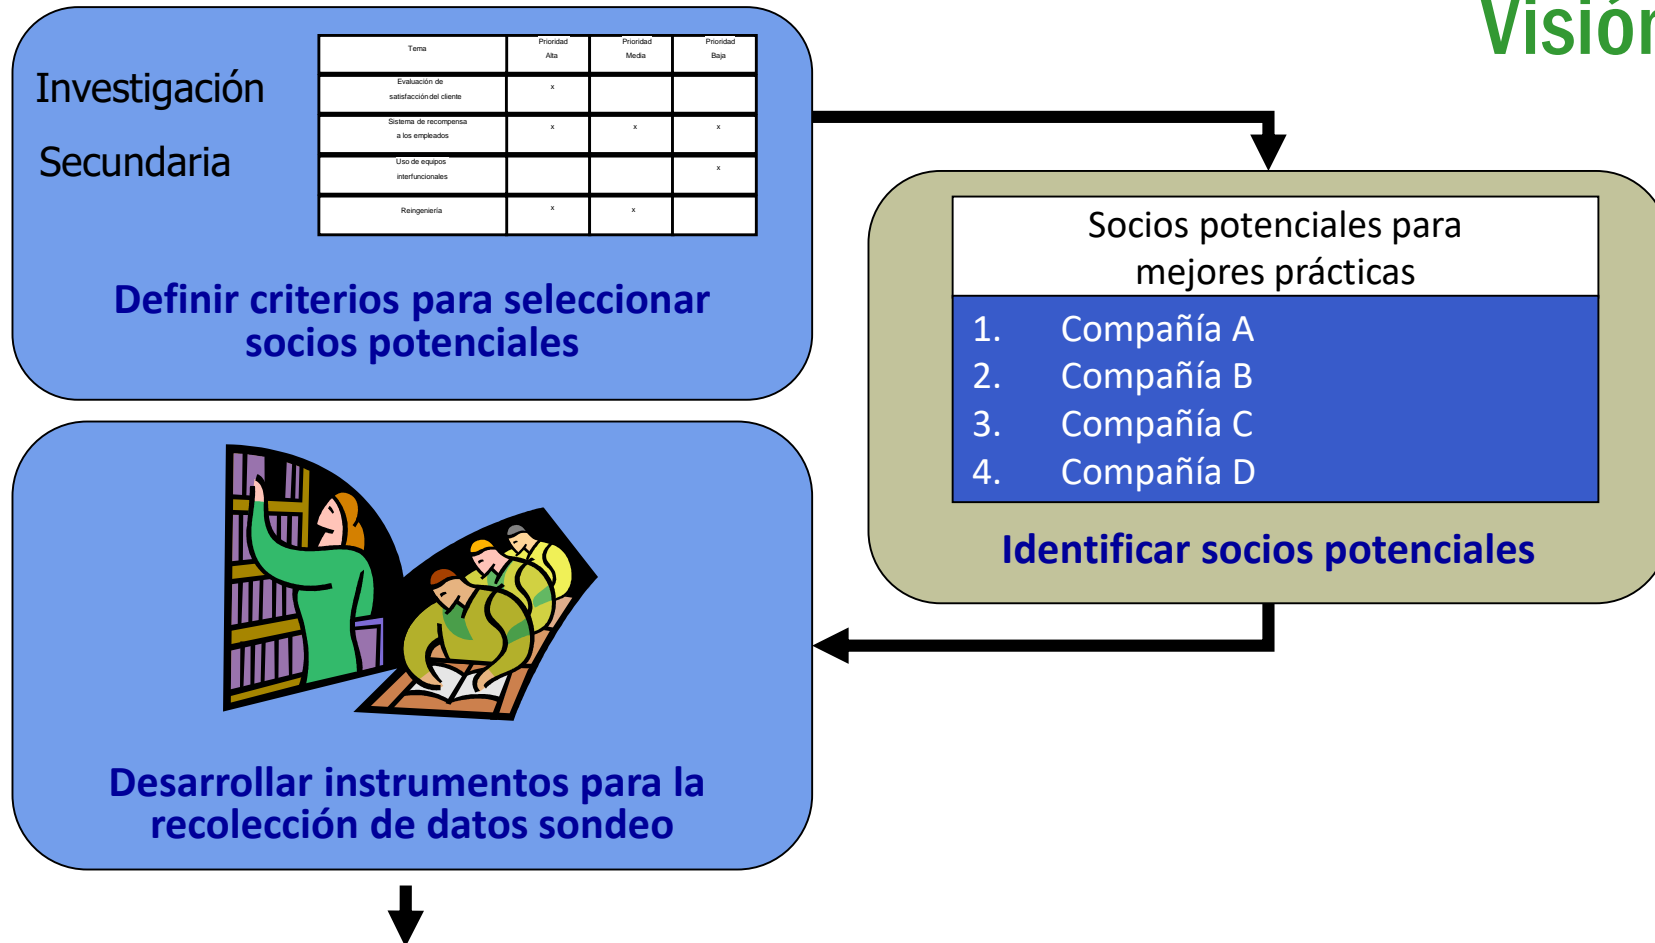 Visión
Investigación
Secundaria
Tema Prioridad Alta Prioridad Media Prioridad Baja
Evaluación de
satisfacción del cliente x
Sistema de recompensa
a los empleados x x x
Uso de equipos
interfuncionales x
Reingeniería x x
Definir criterios para seleccionar
socios potenciales
Socios potenciales para
mejores prácticas
1. Compañía A
2. Compañía B
3. Compañía C
4. Compañía D
Identificar socios potenciales
Desarrollar instrumentos para la
recolección de datos sondeo